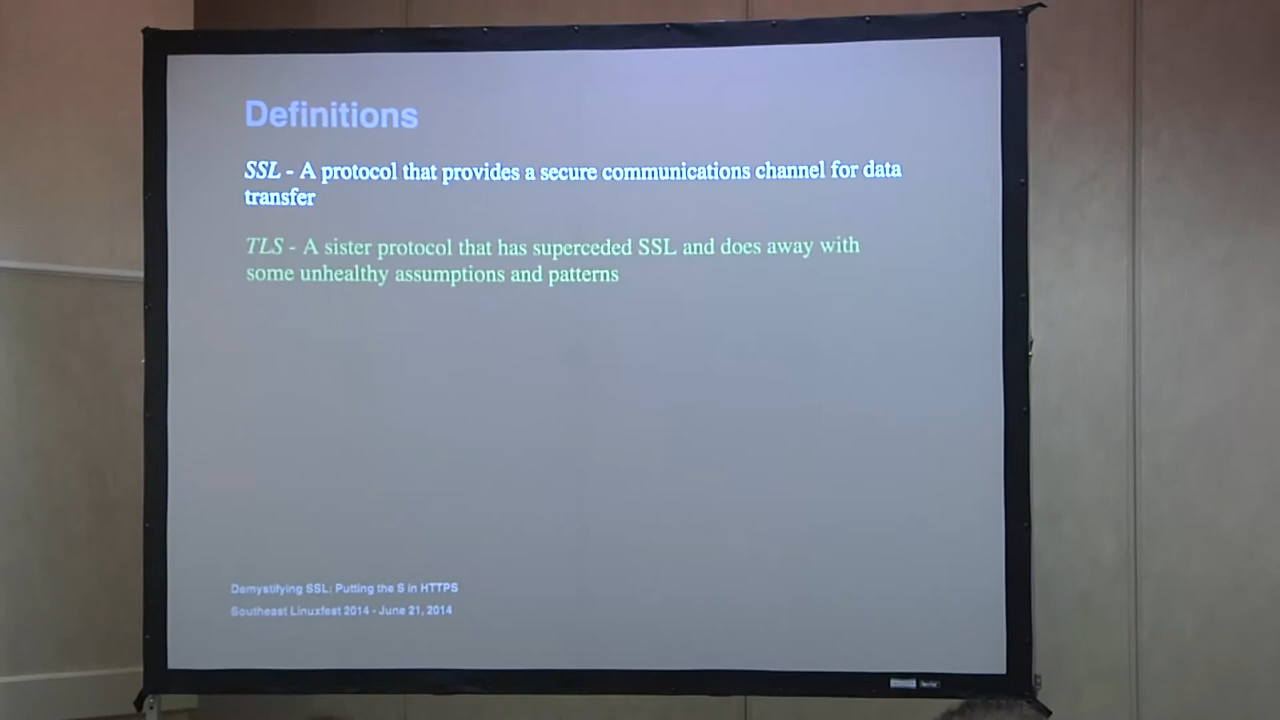 Definitions
SSL - A protocol that provides a secure communications channel for data
transfer
TLS - A sister protocol that has superceded SSL and does away with
some unhealthy assumptions and patterns
Demystifying SSL: Putting the S in HTTPS
Southeast Linuxfest 2014 - June 21, 2014